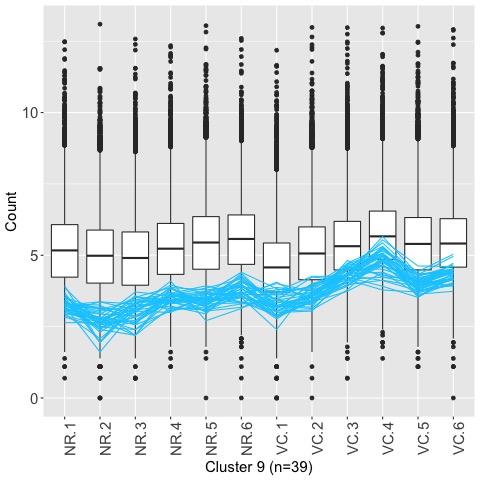 10
5
0
Count
NR.1
NR.2
NR.3
NR.4
NR.5
NR.6
VC.1
VC.2
VC.3
VC.4
VC.5
VC.6
Cluster 9 (n=39)